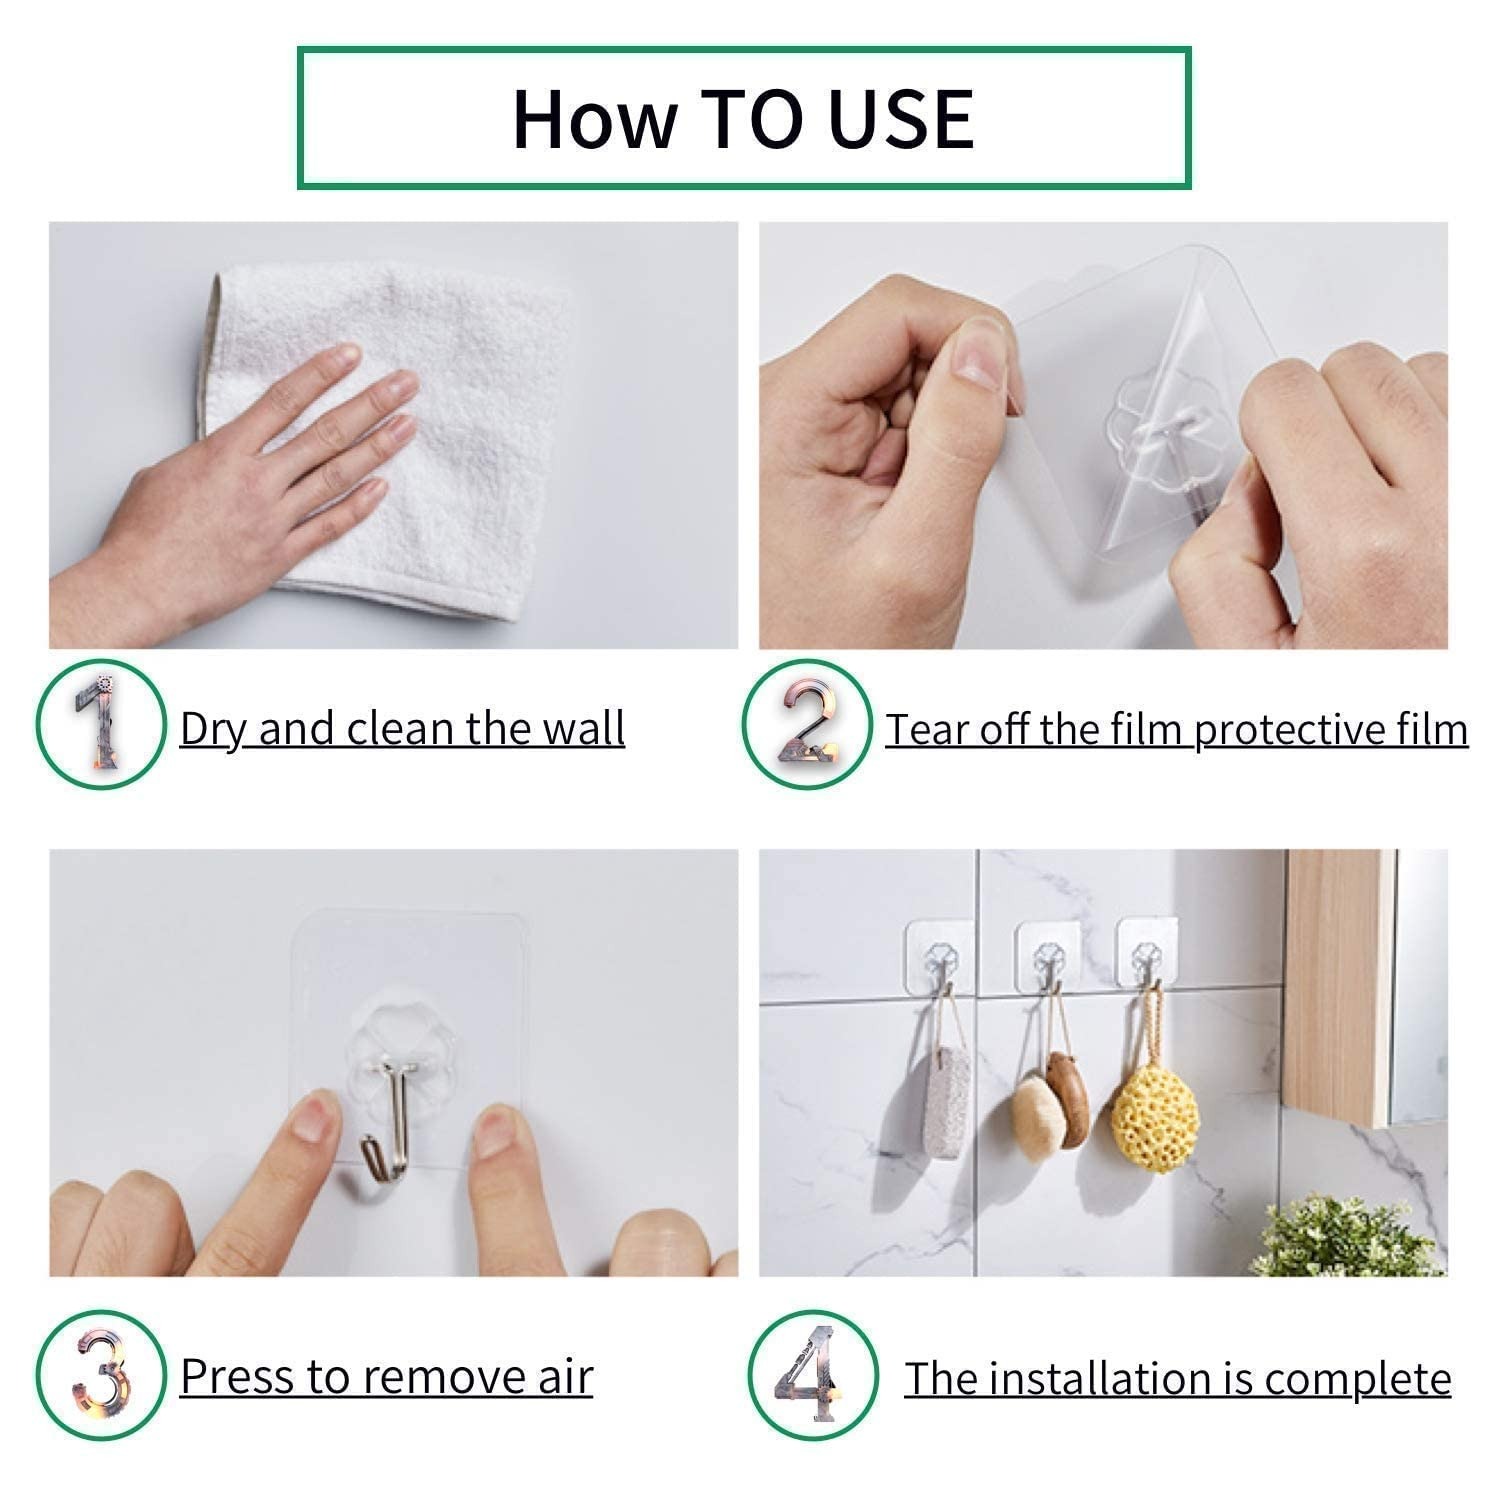 How TO USE
1 Dry and clean the wall
2 Tear off the film protective film
3 Press to remove air
4 The installation is complete